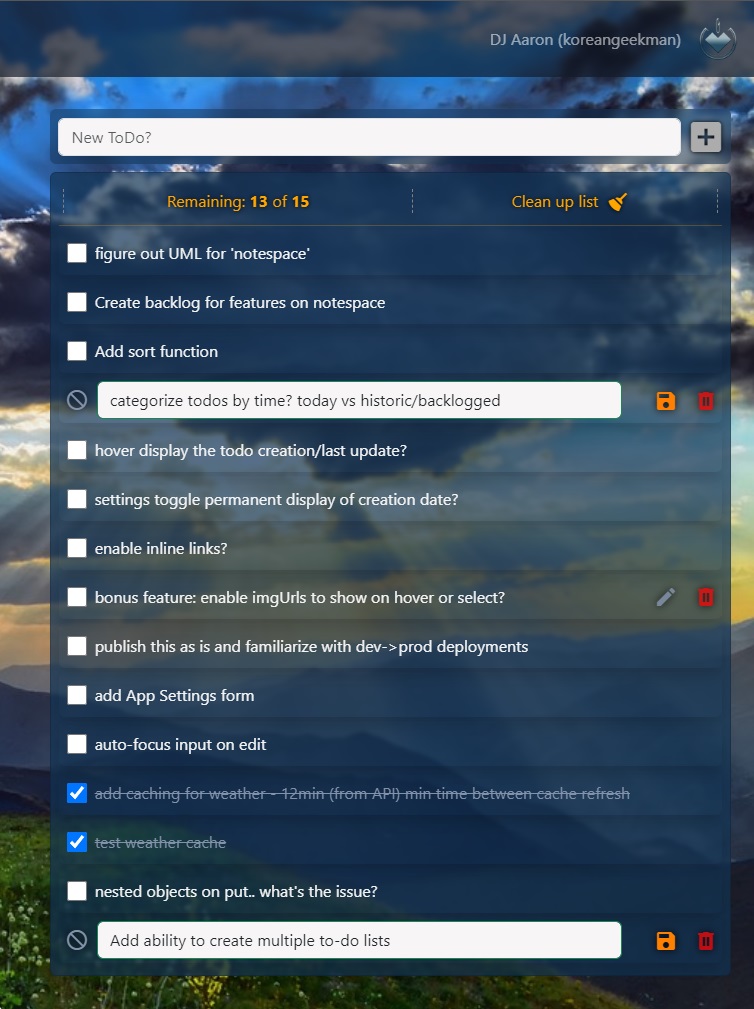 DJ Aaron (koreangeekman)
New ToDo?
Remaining: 13 of 15
Clean up list
figure out UML for 'notespace'
Create backlog for features on notespace
Add sort function
categorize todos by time? today vs historic/backlogged
hover display the todo creation/last update?
settings toggle permanent display of creation date?
enable inline links?
bonus feature: enable imgUrls to show on hover or select?
publish this as is and familiarize with dev->prod deployments
add App Settings form
auto-focus input on edit
add caching for weather - 12min (from API) min time between cache refresh
test weather cache
nested objects on put.. what's the issue?
Add ability to create multiple to-do lists